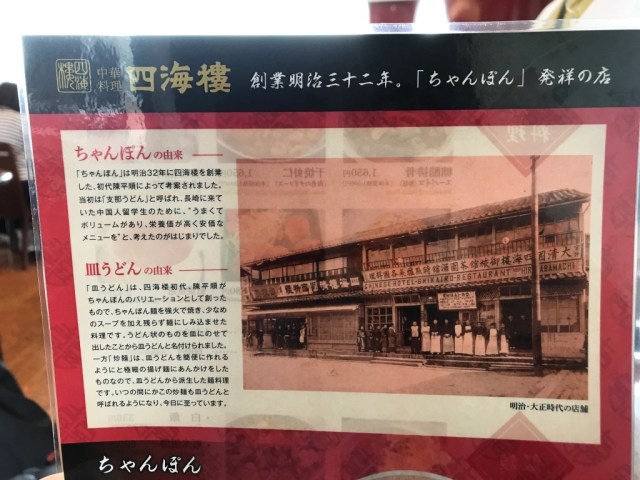 四海樓
中華
料理
四海樓
創業明治三十二年。「ちゃんぽん」発祥の店
ちゃんぽんの由来
「ちゃんぽん」は明治32年に四海樓を創業
した、初代陳平順によって考案されました。
当初は「支那うどん」と呼ばれ、長崎に来て
いた中国人留学生のために、“うまくて
ボリュームがあり、栄養価が高く安価な
メニューを”と、考えたのがはじまりでした。
皿うどんの由来
「皿うどん」は、四海樓初代、陳平順が
ちゃんぽんのバリエーションとして創った
もので、ちゃんぽん麺を強火で焼き、少なめ
のスープを加え残らず麺にしみ込ませた
料理です。うどん状のものを皿にのせて
出したことから皿うどんと名付けられました。
一方「炒麺」は、皿うどんを簡便に作れる
ようにと極細の揚げ麺にあんかけをした
ものなので、皿うどんから派生した麺料理
です。いつの間にかこの炒麺も皿うどんと
呼ばれるようになり、今日に至っています。
CHINESE HOTEL-SHIKAIRO-RESTAURANT
明治・大正時代の店舗
ちゃんぽん